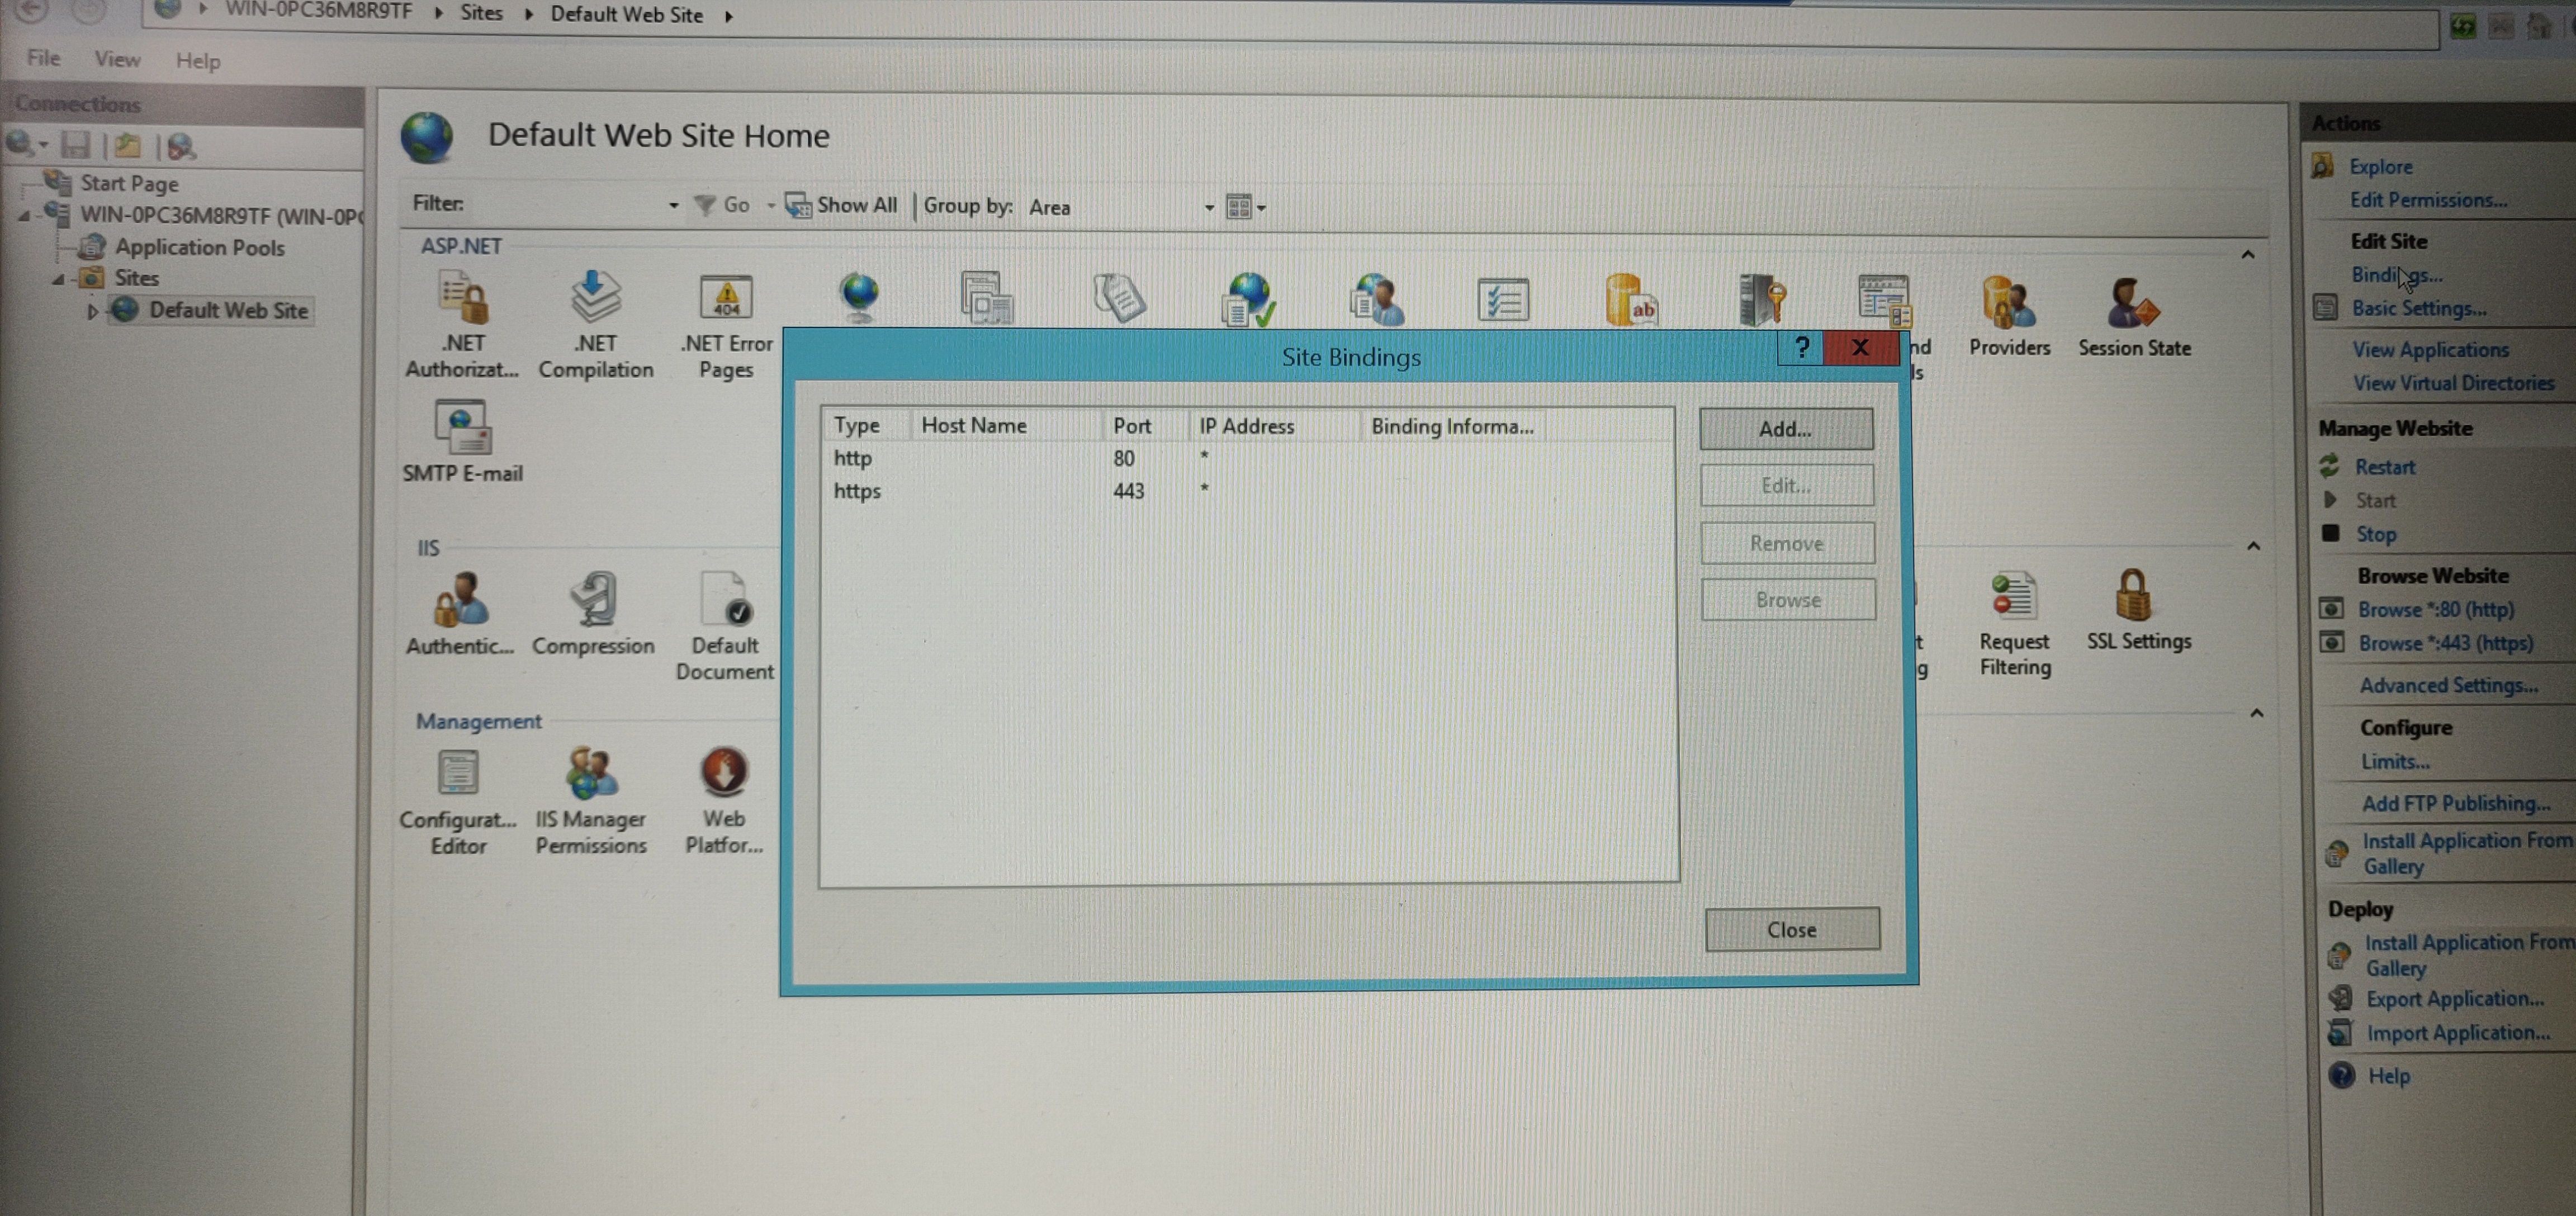 WIN-0PC36M8R9TF ▸ Sites ▸ Default Web Site ▸
File View Help
Connections
Start Page
WIN-0PC36M8R9TF (WIN-0PC
Application Pools
Sites
Default Web Site
Default Web Site Home
Filter: Go Show All Group by: Area
ASP.NET
.NET Authorizat...
.NET Compilation
.NET Error Pages
404
ab
Providers
Session State
SMTP E-mail
IIS
Authentic...
Compression
Default Document
Request Filtering
SSL Settings
Management
Configurat... Editor
IIS Manager Permissions
Web Platfor...
Site Bindings
? X
Type Host Name Port IP Address Binding Informa...
http 80 *
https 443 *
Add...
Edit...
Remove
Browse
Close
Actions
Explore
Edit Permissions...
Edit Site
Bindings...
Basic Settings...
View Applications
View Virtual Directories
Manage Website
Restart
Start
Stop
Browse Website
Browse *:80 (http)
Browse *:443 (https)
Advanced Settings...
Configure
Limits...
Add FTP Publishing...
Install Application From
Gallery
Deploy
Install Application From
Gallery
Export Application...
Import Application...
Help